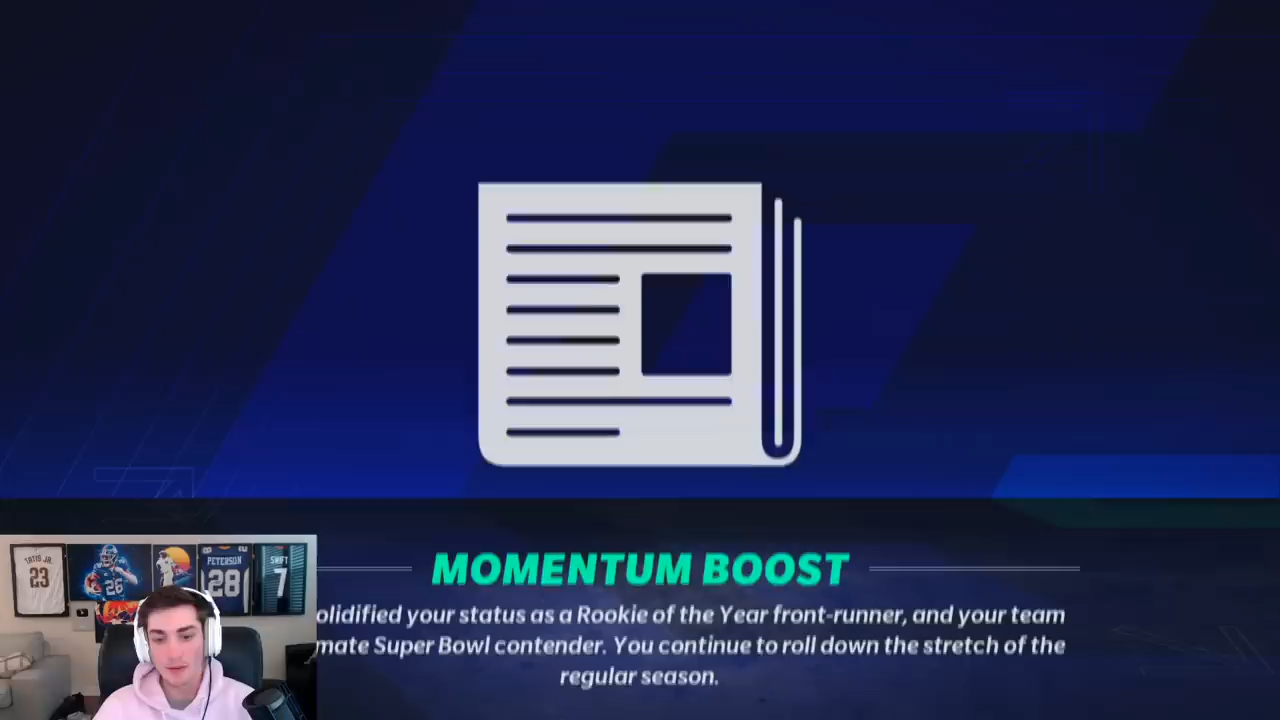 MOMENTUM BOOST
olidified your status as a Rookie of the Year front-runner, and your team
mate Super Bowl contender. You continue to roll down the stretch of the
regular season.
TATIS JR.
23
26
PETERSON
28
SWIFT
7